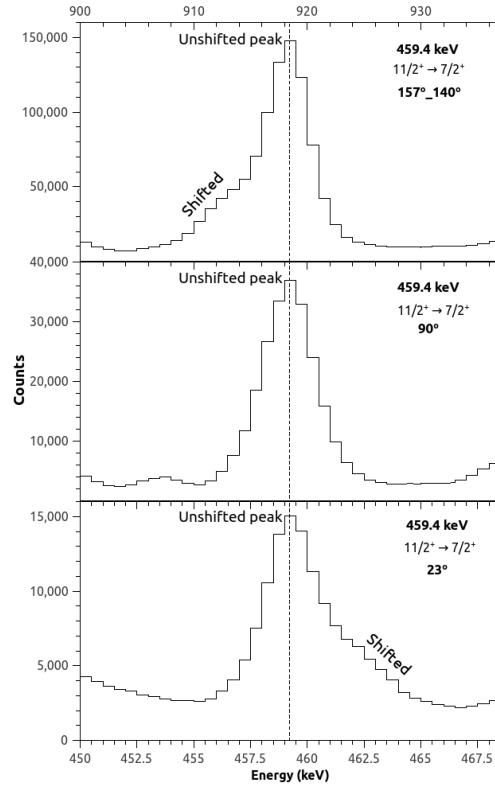 900 910 920 930
150,000
100,000
50,000
Unshifted peak
459.4 keV
11/2⁺ → 7/2⁺
157°_140°
Shifted
40,000
30,000
20,000
10,000
Unshifted peak
459.4 keV
11/2⁺ → 7/2⁺
90°
Counts
15,000
10,000
5,000
0
Unshifted peak
459.4 keV
11/2⁺ → 7/2⁺
23°
Shifted
450 452.5 455 457.5 460 462.5 465 467.5
Energy (keV)